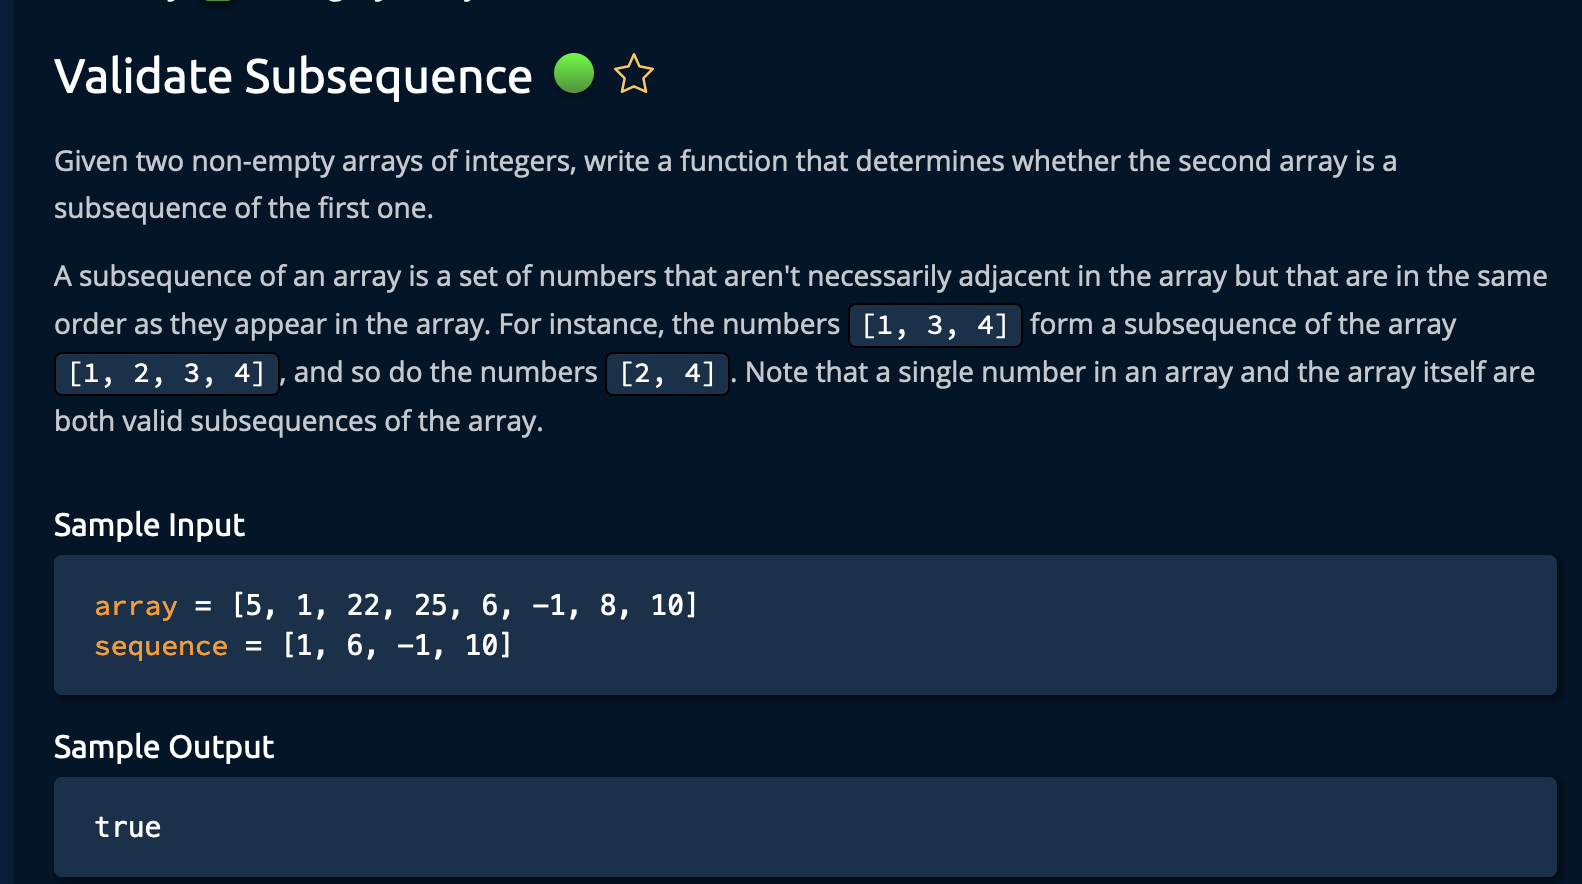 Validate Subsequence
Given two non-empty arrays of integers, write a function that determines whether the second array is a
subsequence of the first one.
A subsequence of an array is a set of numbers that aren't necessarily adjacent in the array but that are in the same
order as they appear in the array. For instance, the numbers [1, 3, 4] form a subsequence of the array
[1, 2, 3, 4], and so do the numbers [2, 4]. Note that a single number in an array and the array itself are
both valid subsequences of the array.
Sample Input
array = [5, 1, 22, 25, 6, -1, 8, 10]
sequence = [1, 6, -1, 10]
Sample Output
true